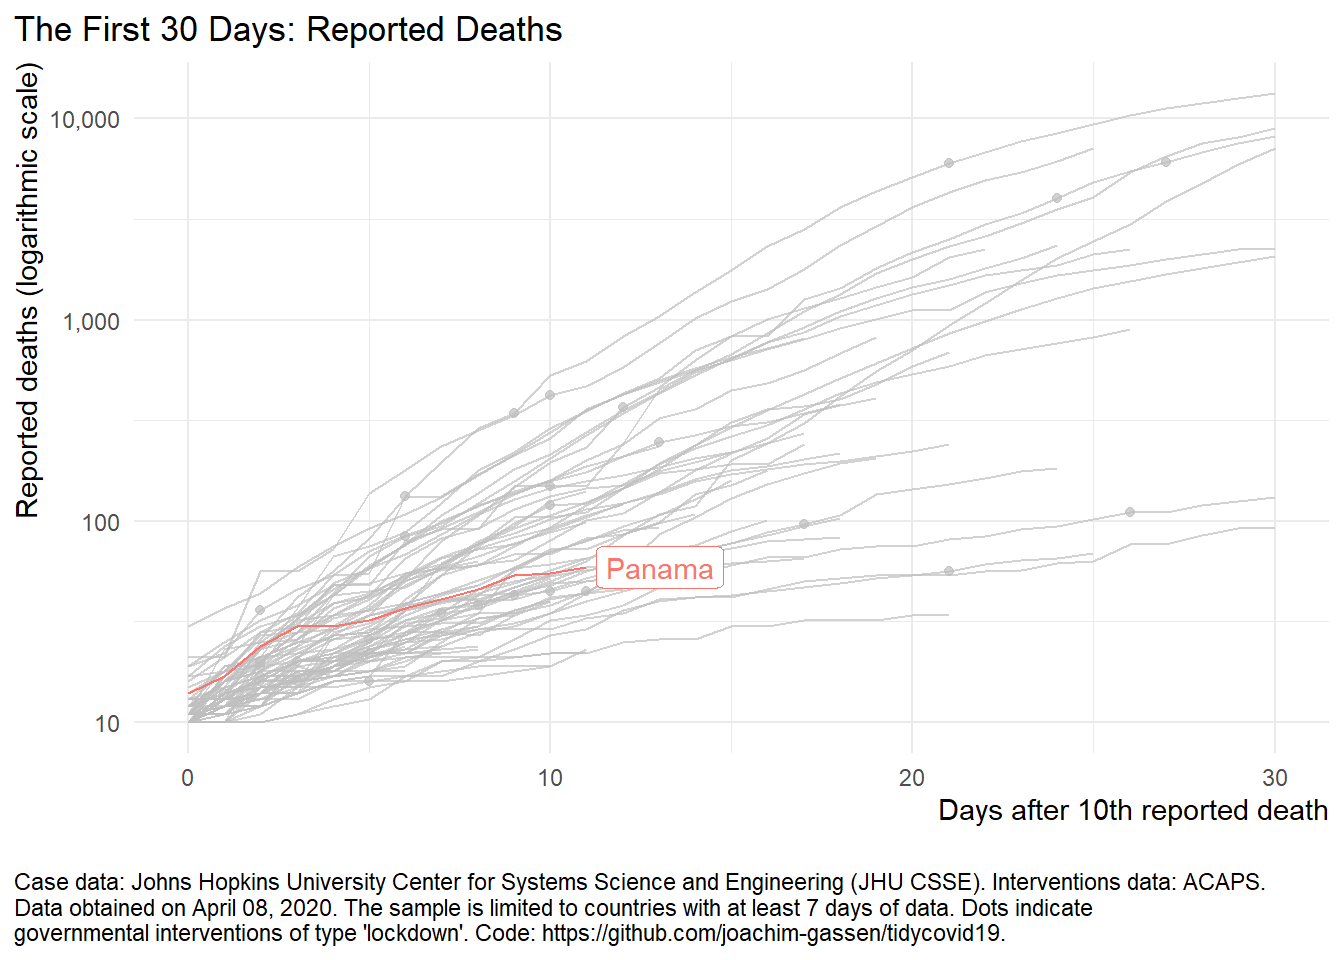 The First 30 Days: Reported Deaths
Reported deaths (logarithmic scale)
10,000
1,000
100
10
Panama
0 10 20 30
Days after 10th reported death
Case data: Johns Hopkins University Center for Systems Science and Engineering (JHU CSSE). Interventions data: ACAPS.
Data obtained on April 08, 2020. The sample is limited to countries with at least 7 days of data. Dots indicate
governmental interventions of type 'lockdown'. Code: https://github.com/joachim-gassen/tidycovid19.